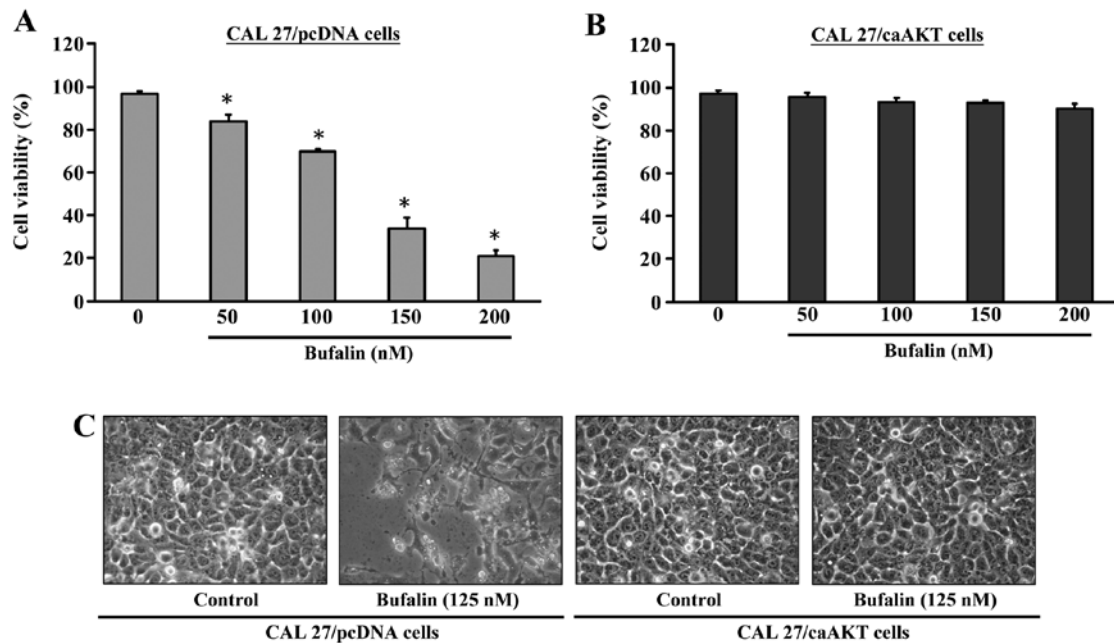 A
CAL 27/pcDNA cells
Cell viability (%)
120
100
80
60
40
20
0
*
*
*
*
0 50 100 150 200
Bufalin (nM)
B
CAL 27/caAKT cells
Cell viability (%)
120
100
80
60
40
20
0
0 50 100 150 200
Bufalin (nM)
C
Control Bufalin (125 nM) Control Bufalin (125 nM)
CAL 27/pcDNA cells CAL 27/caAKT cells